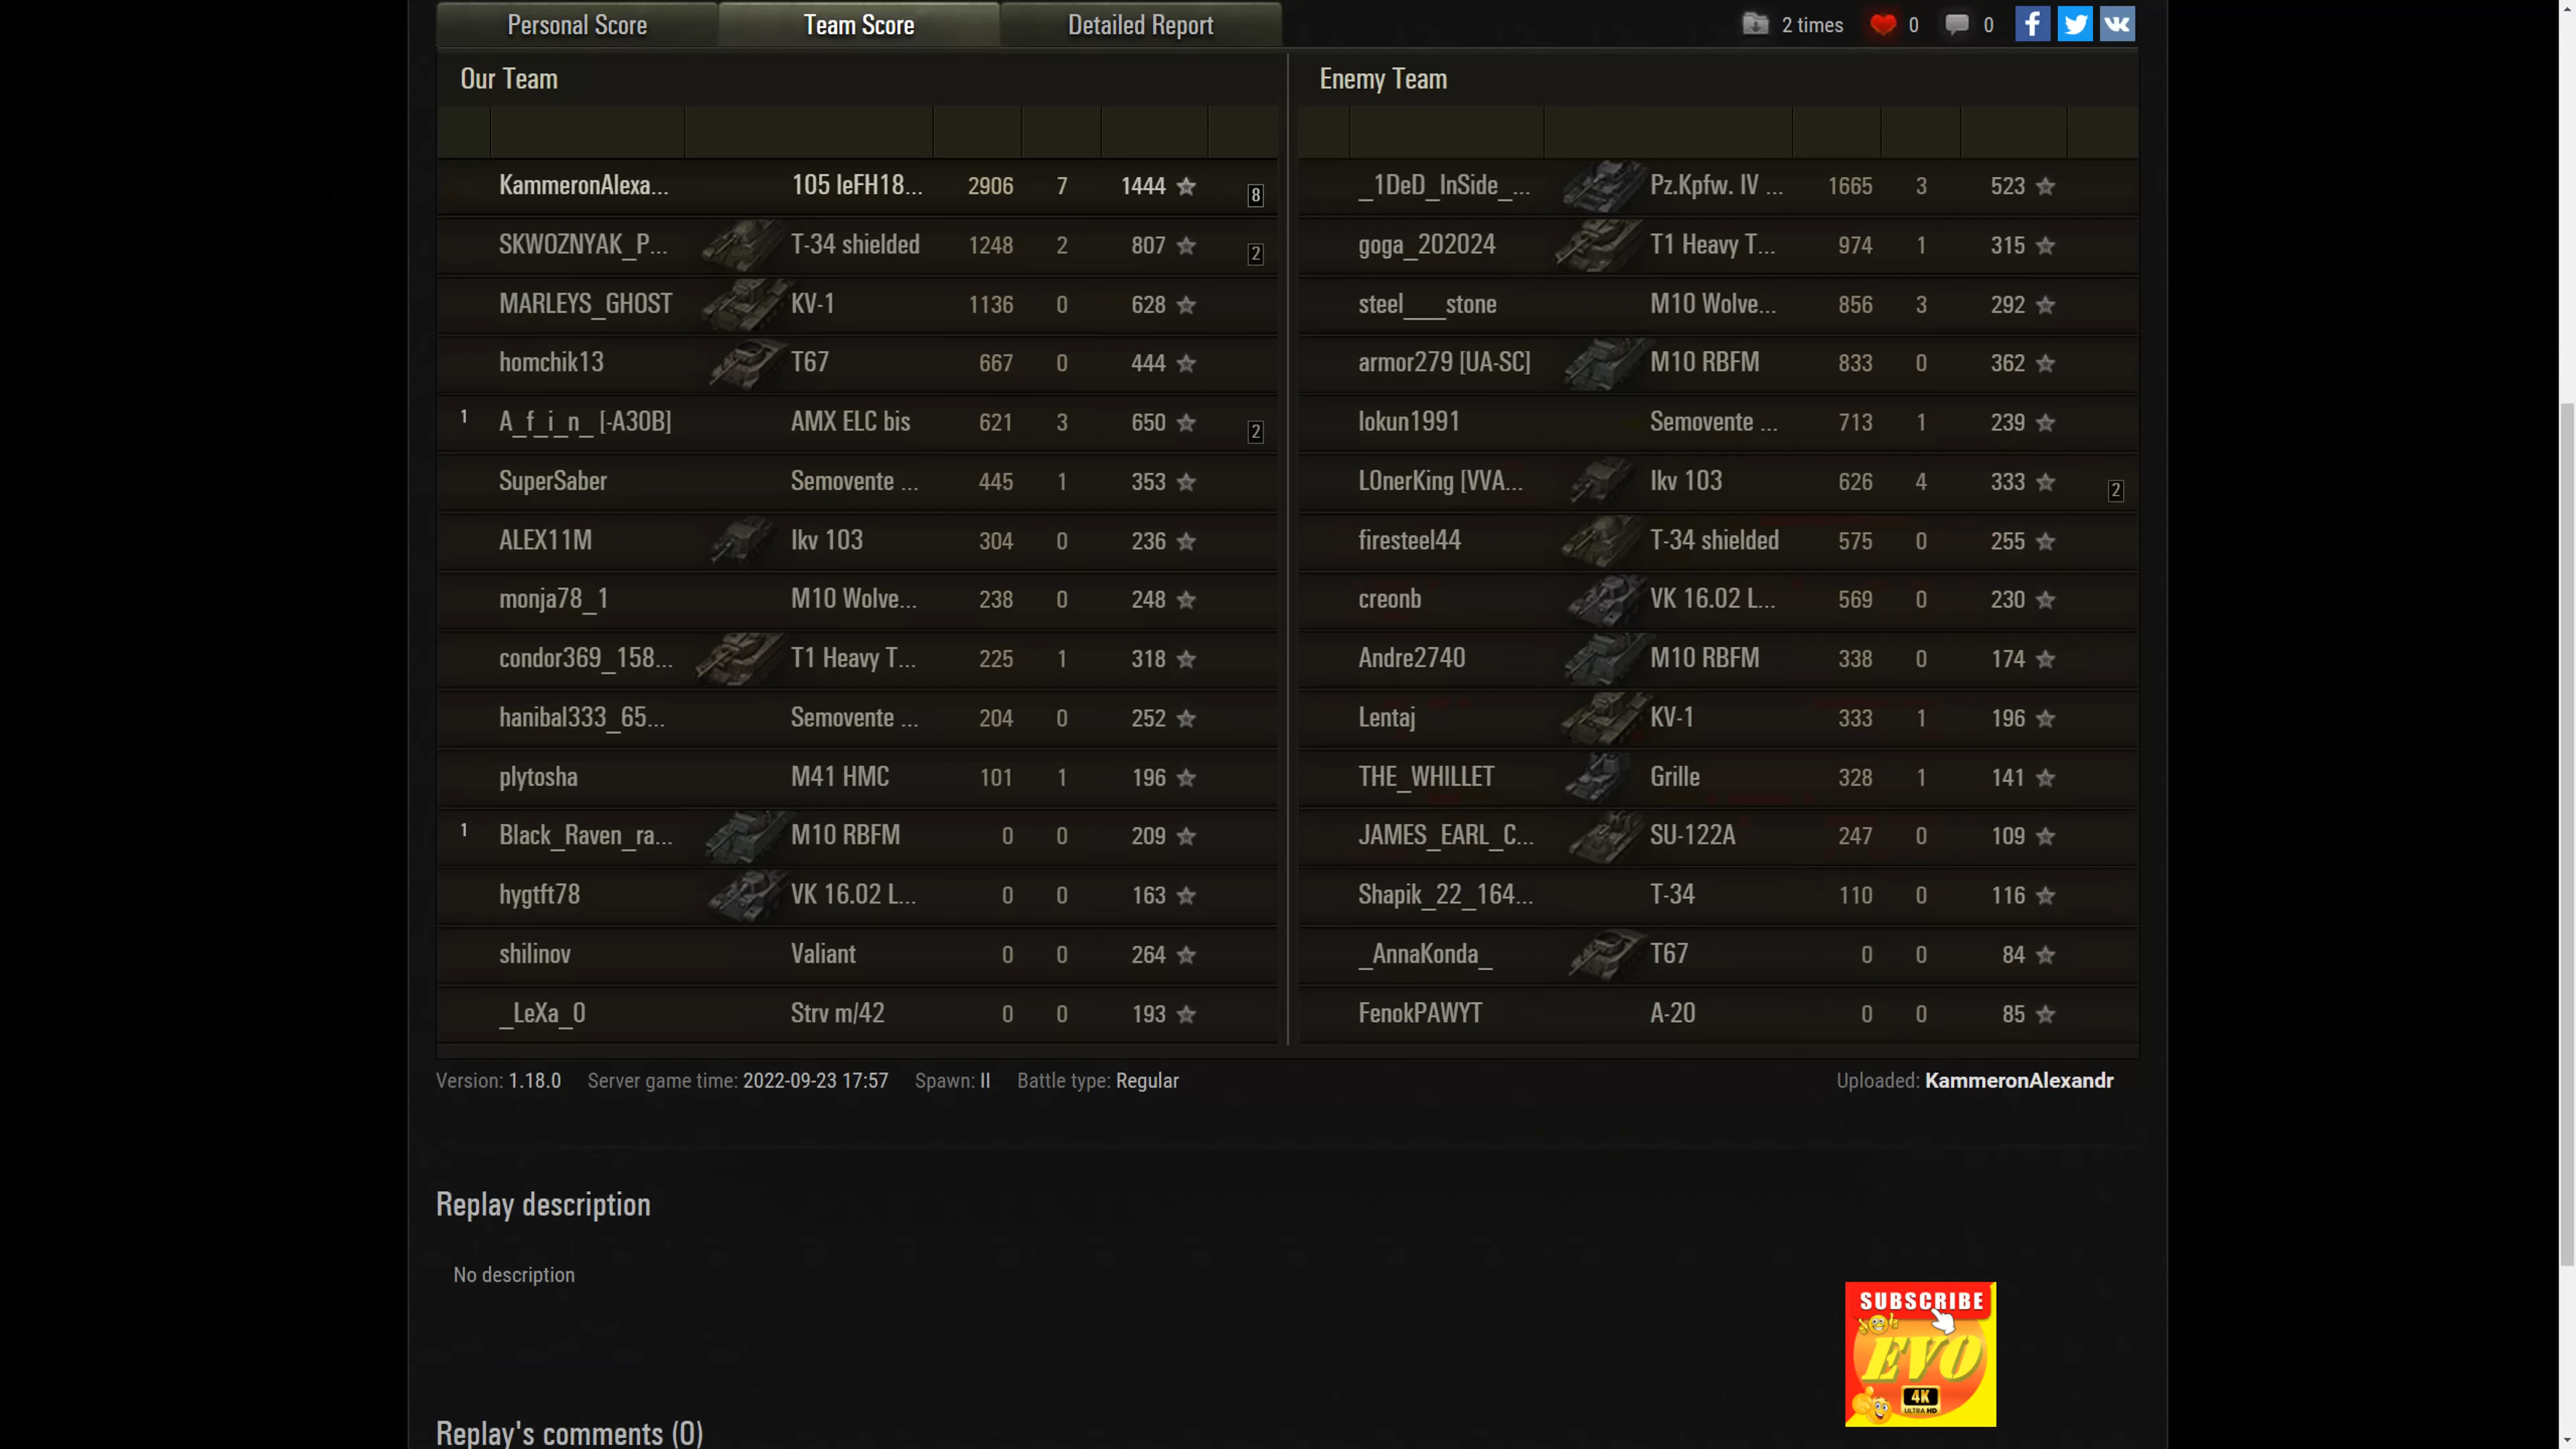 Personal Score Team Score Detailed Report 2 times 0 0
Our Team
KammeronAlexa... 105 leFH18... 2906 7 1444 8
SKWOZNYAK_P... T-34 shielded 1248 2 807 2
MARLEYS_GHOST KV-1 1136 0 628
homchik13 T67 667 0 444
1 A_f_i_n_ [-A3OB] AMX ELC bis 621 3 650 2
SuperSaber Semovente ... 445 1 353
ALEX11M Ikv 103 304 0 236
monja78_1 M10 Wolve... 238 0 248
condor369_158... T1 Heavy T... 225 1 318
hanibal333_65... Semovente ... 204 0 252
plytosha M41 HMC 101 1 196
1 Black_Raven_ra... M10 RBFM 0 0 209
hygtft78 VK 16.02 L... 0 0 163
shilinov Valiant 0 0 264
_LeXa_0 Strv m/42 0 0 193
Enemy Team
_1DeD_InSide_... Pz.Kpfw. IV ... 1665 3 523
goga_202024 T1 Heavy T... 974 1 315
steel___stone M10 Wolve... 856 3 292
armor279 [UA-SC] M10 RBFM 833 0 362
lokun1991 Semovente ... 713 1 239
L0nerKing [VVA... Ikv 103 626 4 333 2
firesteel44 T-34 shielded 575 0 255
creonb VK 16.02 L... 569 0 230
Andre2740 M10 RBFM 338 0 174
Lentaj KV-1 333 1 196
THE_WHILLET Grille 328 1 141
JAMES_EARL_C... SU-122A 247 0 109
Shapik_22_164... T-34 110 0 116
_AnnaKonda_ T67 0 0 84
FenokPAWYT A-20 0 0 85
Version: 1.18.0 Server game time: 2022-09-23 17:57 Spawn: II Battle type: Regular Uploaded: KammeronAlexandr
Replay description
No description
SUBSCRIBE
EVO
4K
ULTRA HD
Replay's comments (0)